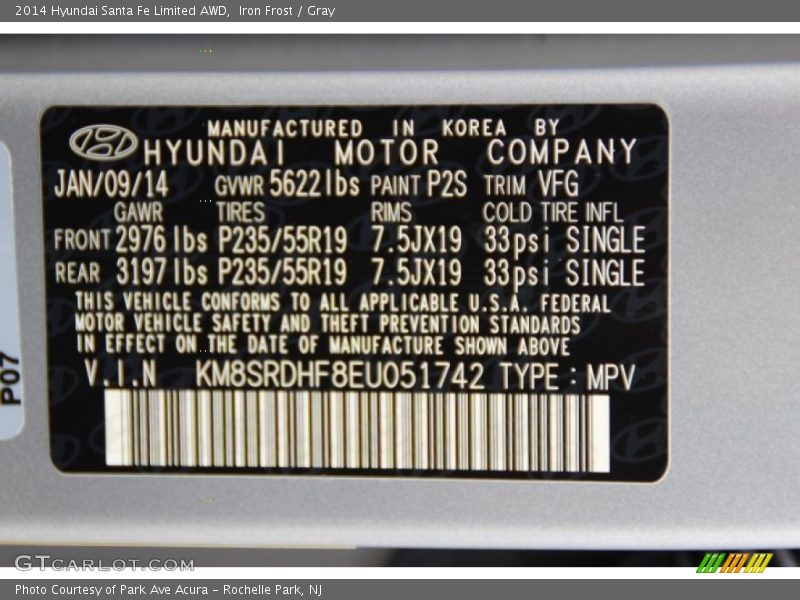 2014 Hyundai Santa Fe Limited AWD,  Iron Frost / Gray
MANUFACTURED IN KOREA BY
HYUNDAI MOTOR COMPANY
JAN/09/14 GVWR 5622lbs PAINT P2S TRIM VFG
GAWR TIRES RIMS COLD TIRE INFL
FRONT 2976 lbs P235/55R19 7.5JX19 33psi SINGLE
REAR 3197 lbs P235/55R19 7.5JX19 33psi SINGLE
THIS VEHICLE CONFORMS TO ALL APPLICABLE U.S.A. FEDERAL
MOTOR VEHICLE SAFETY AND THEFT PREVENTION STANDARDS
IN EFFECT ON THE DATE OF MANUFACTURE SHOWN ABOVE
V.I.N KM8SRDHF8EU051742 TYPE : MPV
P07
GTCARLOT.COM
Photo Courtesy of Park Ave Acura - Rochelle Park, NJ